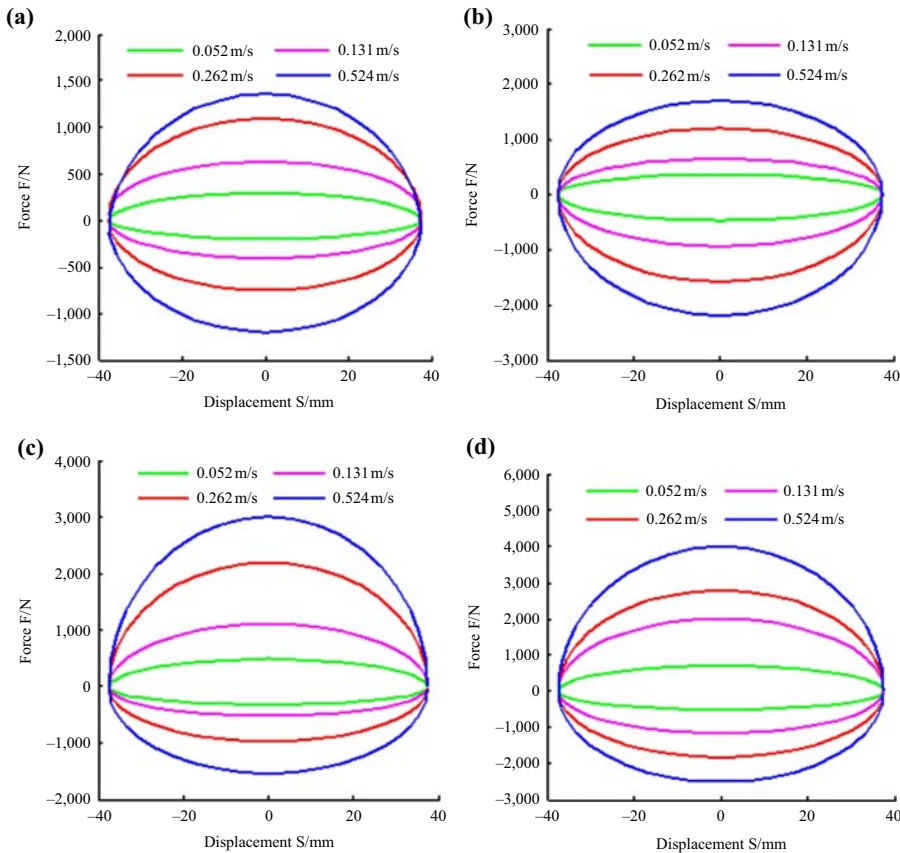 (a)
2,000
1,500
1,000
500
0
–500
–1,000
–1,500
–40
–20
0
20
40
Force F/N
Displacement S/mm
0.052 m/s
0.131 m/s
0.262 m/s
0.524 m/s
(b)
3,000
2,000
1,000
0
–1,000
–2,000
–3,000
–40
–20
0
20
40
Force F/N
Displacement S/mm
0.052 m/s
0.131 m/s
0.262 m/s
0.524 m/s
(c)
4,000
3,000
2,000
1,000
0
–1,000
–2,000
–40
–20
0
20
40
Force F/N
Displacement S/mm
0.052 m/s
0.131 m/s
0.262 m/s
0.524 m/s
(d)
6,000
5,000
4,000
3,000
2,000
1,000
0
–1,000
–2,000
–3,000
–40
–20
0
20
40
Force F/N
Displacement S/mm
0.052 m/s
0.131 m/s
0.262 m/s
0.524 m/s